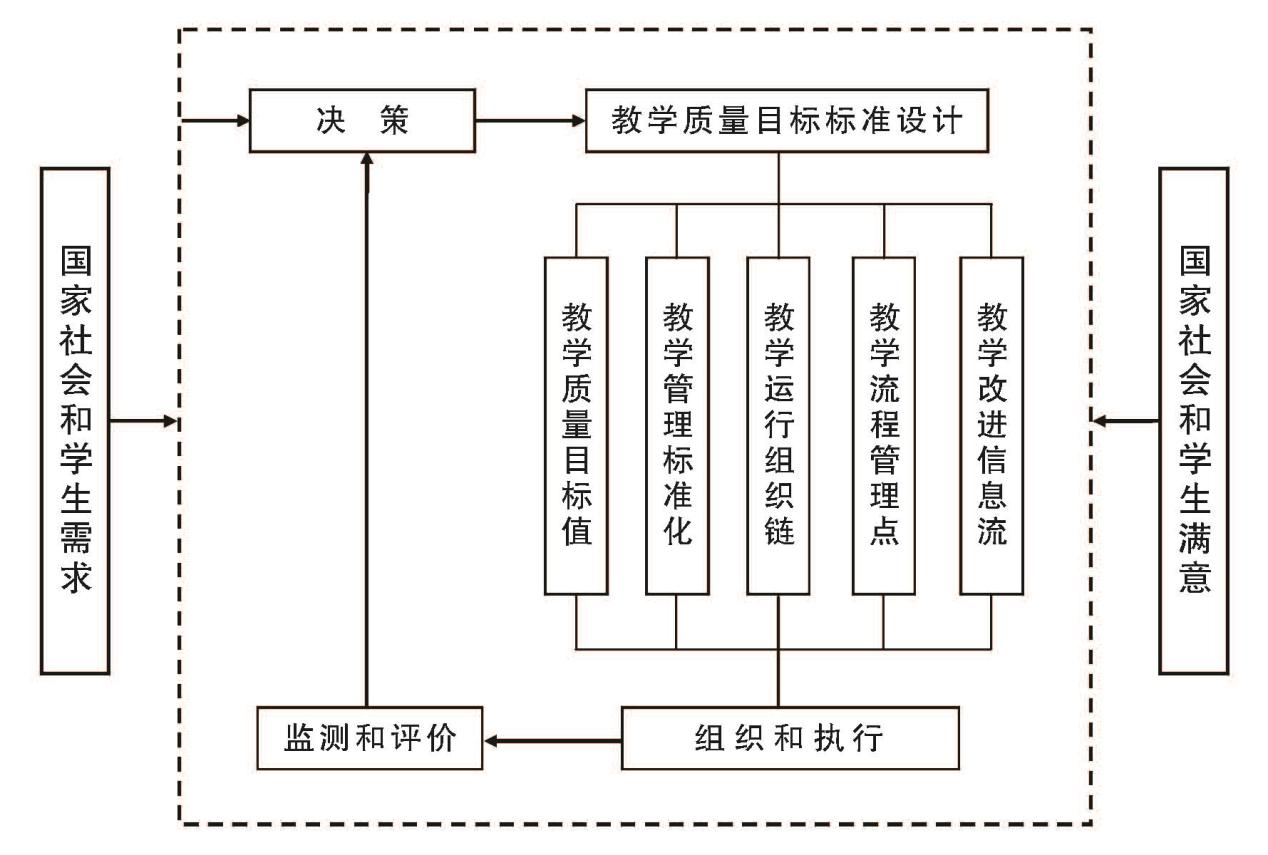 决 策
教学质量目标标准设计
国家社会和学生需求
教学质量目标值
教学管理标准化
教学运行组织链
教学流程管理点
教学改进信息流
国家社会和学生满意
监测和评价
组织和执行